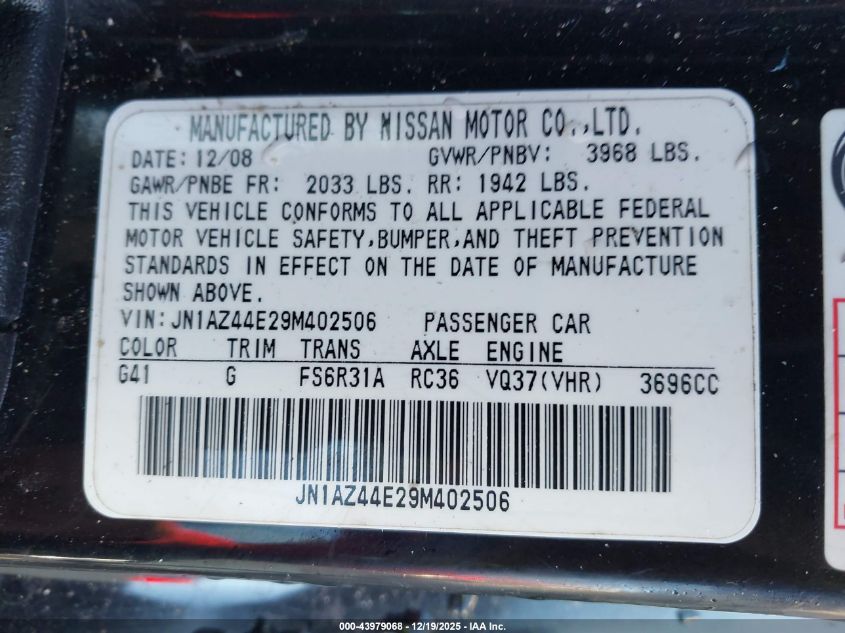 MANUFACTURED BY NISSAN MOTOR CO.,LTD.
DATE: 12/08 GVWR/PNBV: 3968 LBS.
GAWR/PNBE FR: 2033 LBS. RR: 1942 LBS.
THIS VEHICLE CONFORMS TO ALL APPLICABLE FEDERAL
MOTOR VEHICLE SAFETY,BUMPER,AND THEFT PREVENTION
STANDARDS IN EFFECT ON THE DATE OF MANUFACTURE
SHOWN ABOVE.
VIN: JN1AZ44E29M402506 PASSENGER CAR
COLOR TRIM TRANS AXLE ENGINE
G41 G FS6R31A RC36 VQ37(VHR) 3696CC
JN1AZ44E29M402506
000-43979068 - 12/19/2025 - IAA Inc.